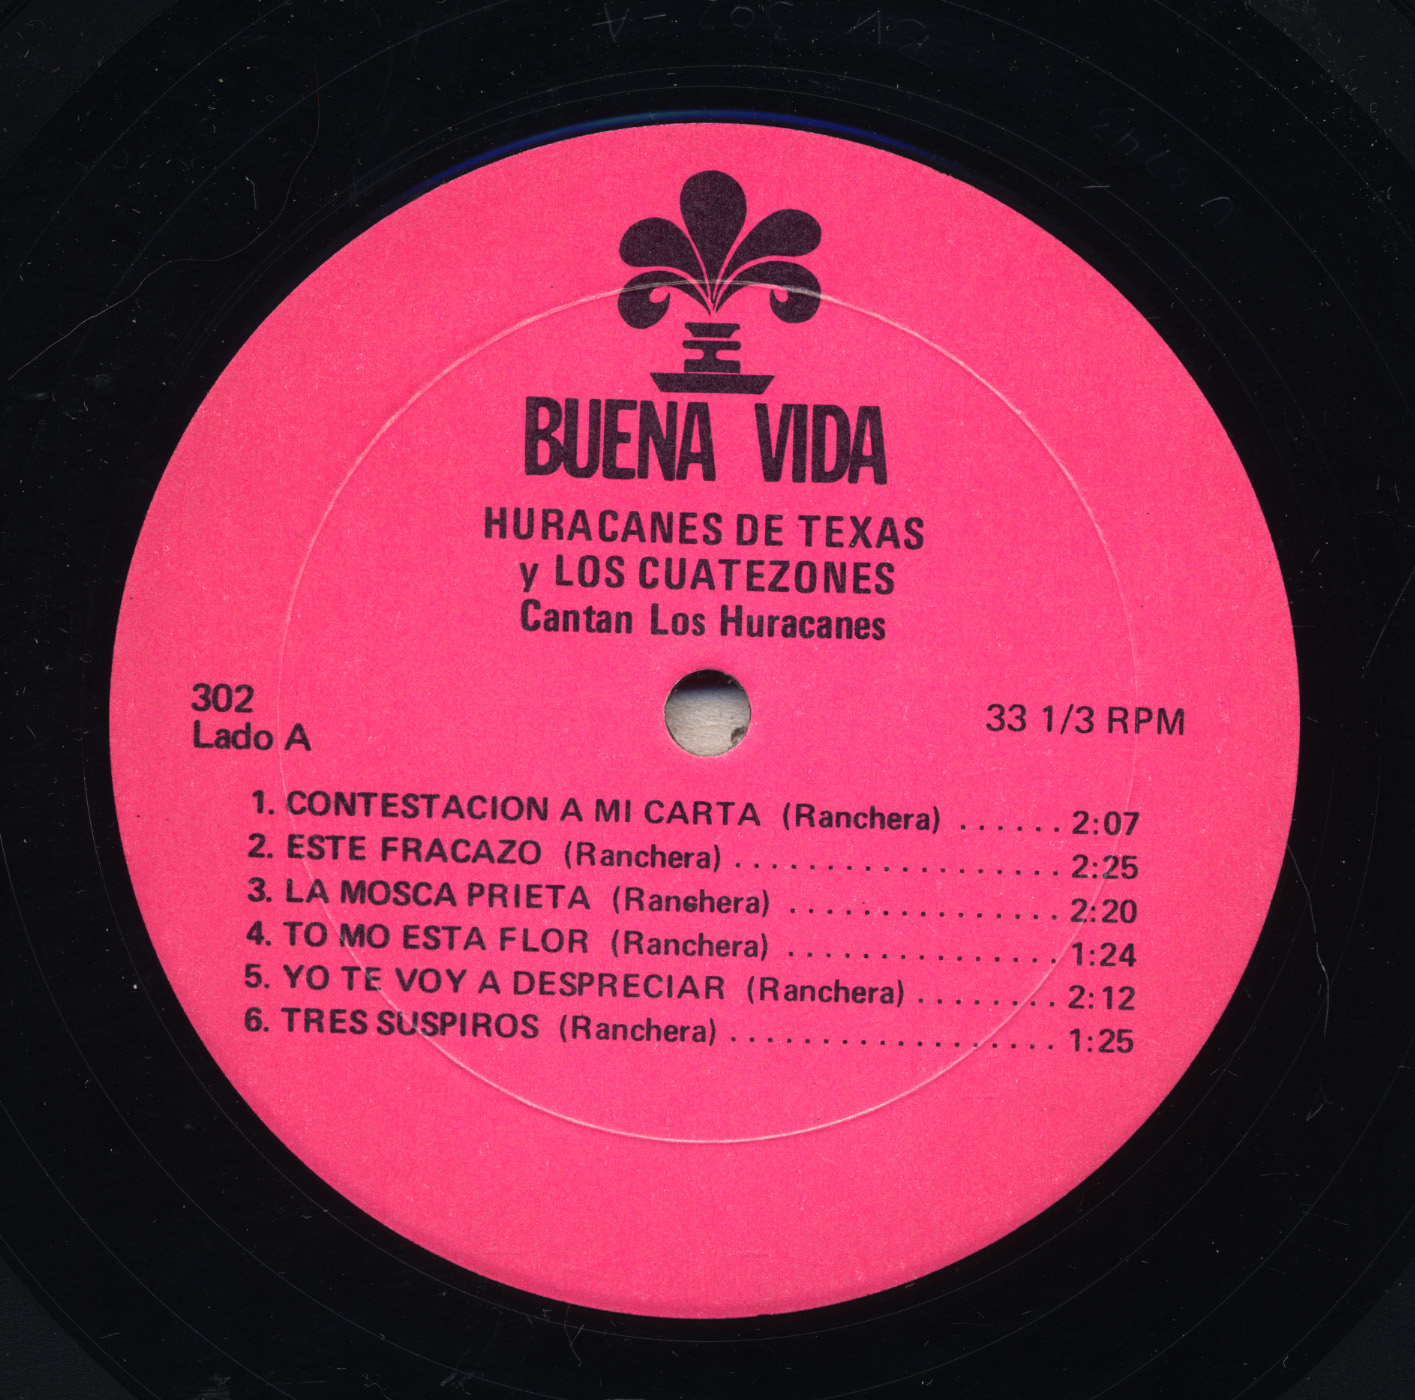 BUENA VIDA
HURACANES DE TEXAS
y LOS CUATEZONES
Cantan Los Huracanes
302
Lado A
33 1/3 RPM
1. CONTESTACION A MI CARTA (Ranchera) ...... 2:07
2. ESTE FRACAZO (Ranchera) .................. 2:25
3. LA MOSCA PRIETA (Ranchera) ............... 2:20
4. TO MO ESTA FLOR (Ranchera) ............... 1:24
5. YO TE VOY A DESPRECIAR (Ranchera) ........ 2:12
6. TRES SUSPIROS (Ranchera) .................. 1:25